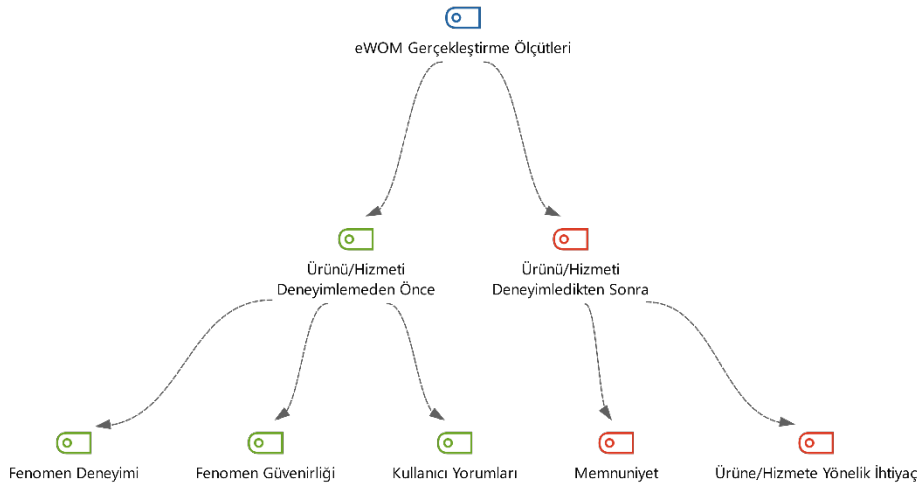 eWOM Gerçekleştirme Ölçütleri
Ürünü/Hizmeti
Deneyimlemeden Önce
Ürünü/Hizmeti
Deneyimledikten Sonra
Fenomen Deneyimi
Fenomen Güvenirliği
Kullanıcı Yorumları
Memnuniyet
Ürüne/Hizmete Yönelik İhtiyaç